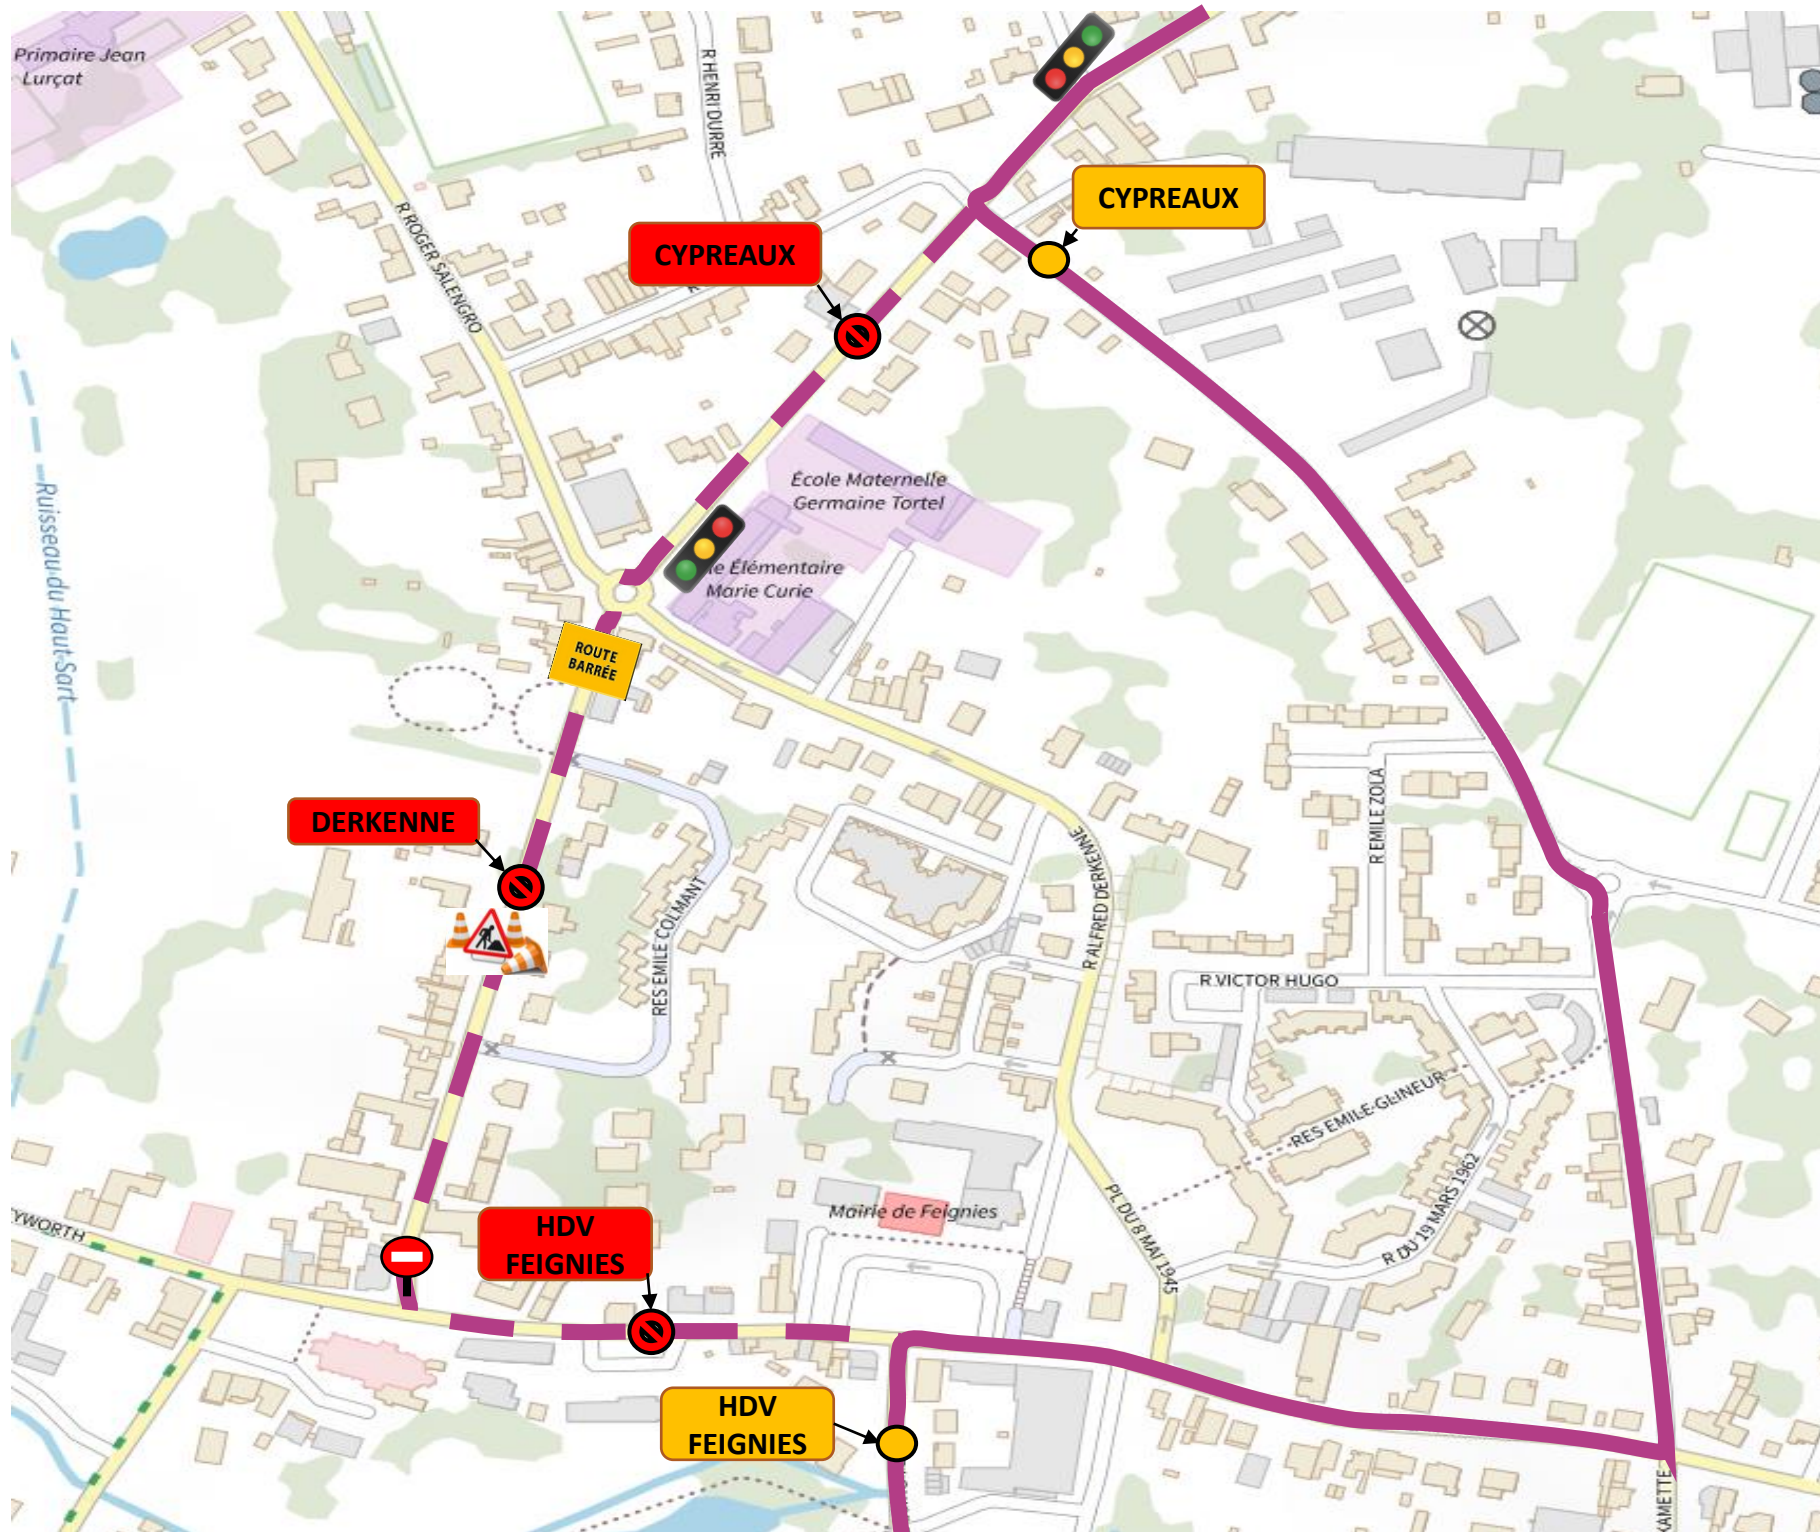 Primaire Jean
Lurçat
R HENRI DURRE
R ROGER SALENGRO
CYPREAUX
CYPREAUX
École Maternelle
Germaine Tortel
le Élémentaire
Marie Curie
Ruisseau du Haut-Sart
ROUTE
BARRÉE
DERKENNE
RES EMILE COLMANT
R ALFRED DERKENNE
R EMILE ZOLA
R VICTOR HUGO
RES EMILE GLINEUR
R DU 19 MARS 1962
PL DU 8 MAI 1945
Mairie de Feignies
YWORTH
HDV
FEIGNIES
HDV
FEIGNIES
AMETTE